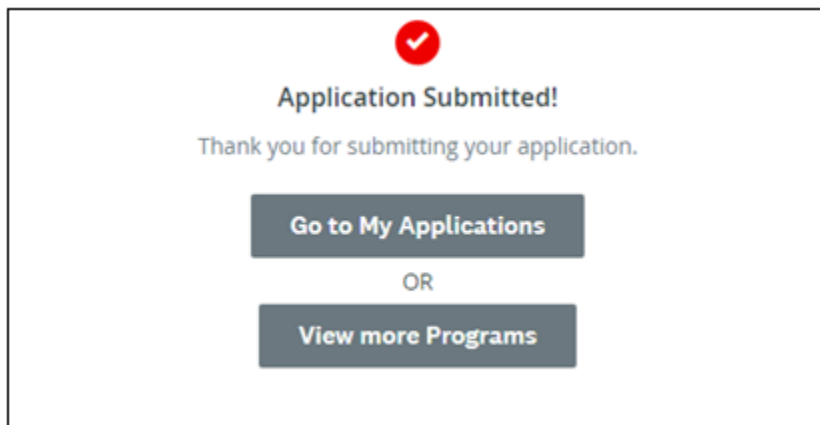 Application Submitted!
Thank you for submitting your application.
Go to My Applications
OR
View more Programs